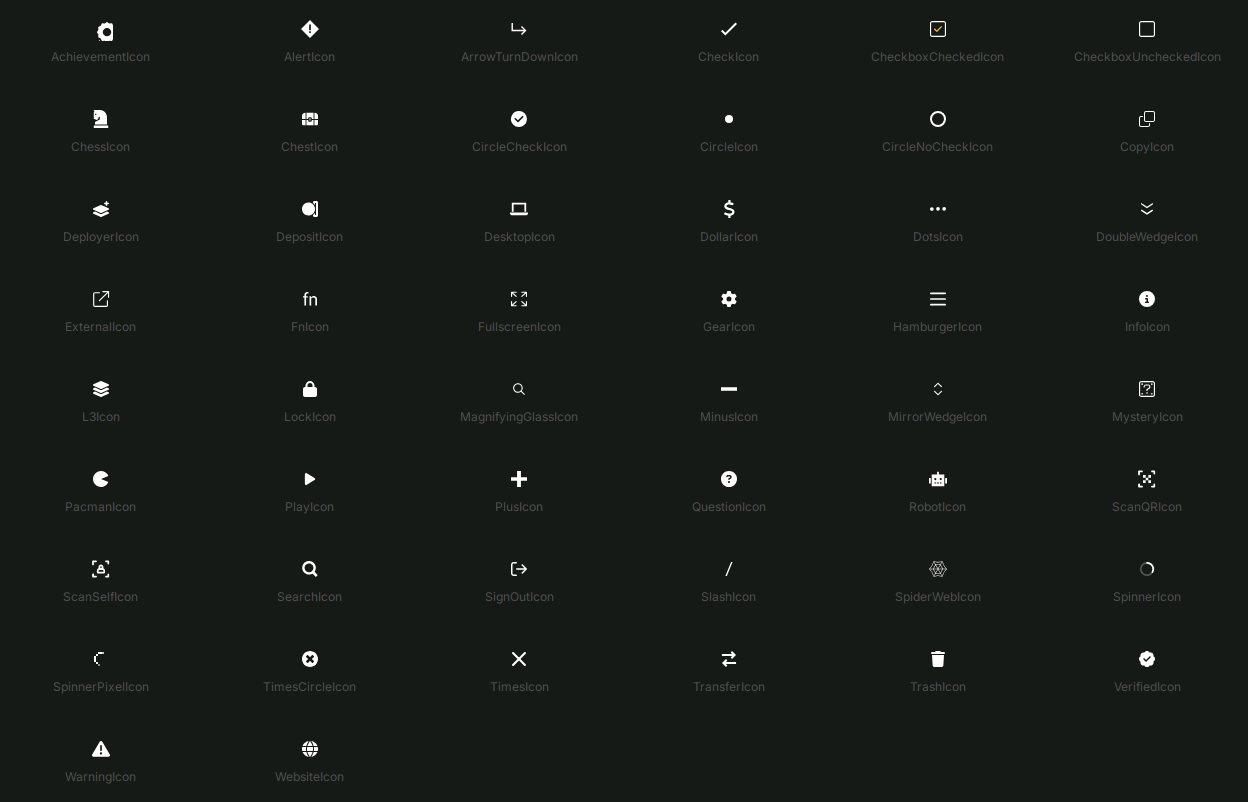 AchievementIcon AlertIcon ArrowTurnDownIcon CheckIcon CheckboxCheckedIcon CheckboxUncheckedIcon
ChessIcon ChestIcon CircleCheckIcon CircleIcon CircleNoCheckIcon CopyIcon
DeployerIcon DepositIcon DesktopIcon DollarIcon DotsIcon DoubleWedgeIcon
fn
ExternalIcon FnIcon FullscreenIcon GearIcon HamburgerIcon InfoIcon
L3Icon LockIcon MagnifyingGlassIcon MinusIcon MirrorWedgeIcon MysteryIcon
PacmanIcon PlayIcon PlusIcon QuestionIcon RobotIcon ScanQRIcon
ScanSelfIcon SearchIcon SignOutIcon SlashIcon SpiderWebIcon SpinnerIcon
SpinnerPixelIcon TimesCircleIcon TimesIcon TransferIcon TrashIcon VerifiedIcon
WarningIcon WebsiteIcon